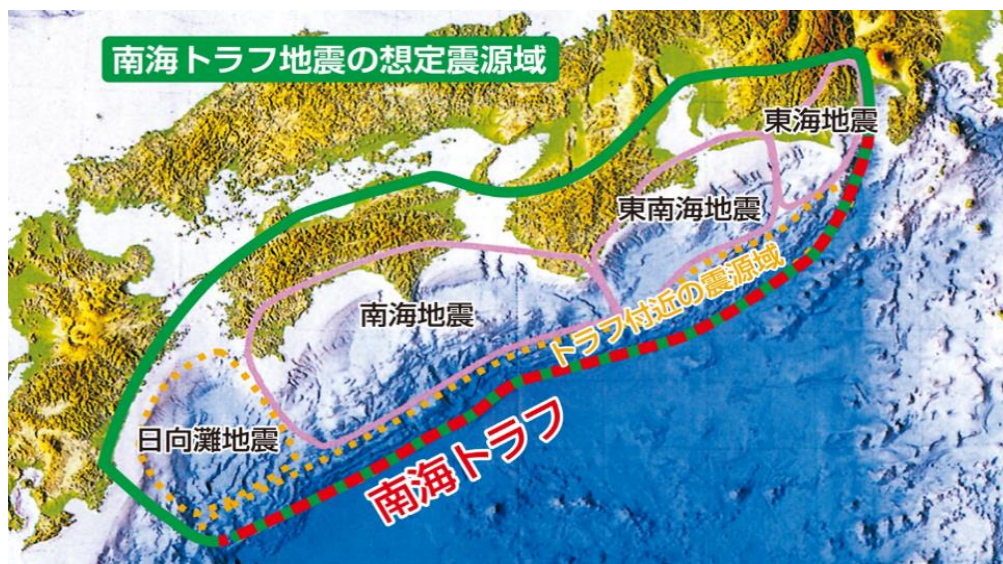 南海トラフ地震の想定震源域
東海地震
東南海地震
トラフ付近の震源域
南海地震
日向灘地震
南海トラフ